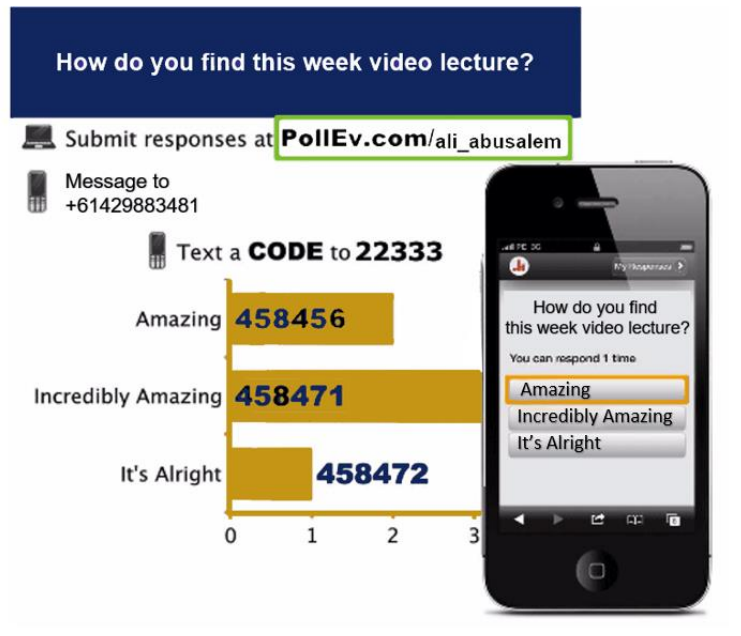 How do you find this week video lecture?
Submit responses at PollEv.com/ali_abusalem
Message to
+61429883481
Text a CODE to 22333
Amazing 458456
Incredibly Amazing 458471
It's Alright 458472
0 1 2 3
PE 3G
My Responses
How do you find
this week video lecture?
You can respond 1 time
Amazing
Incredibly Amazing
It's Alright